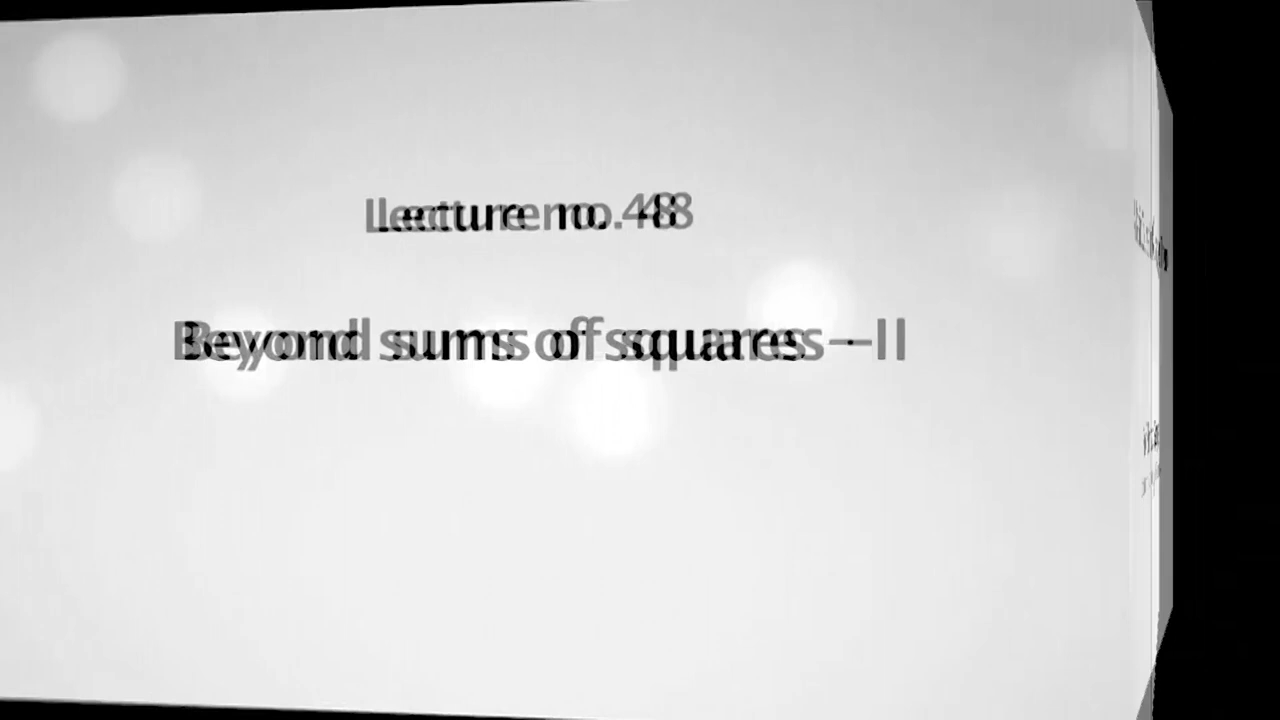 Lecture no. 48
Beyond sums of squares – II